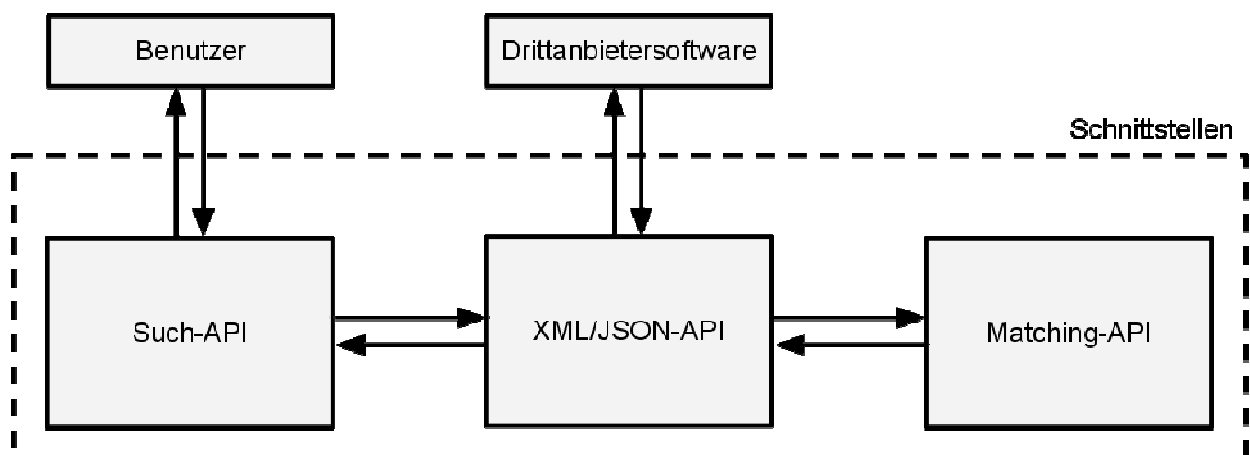 Benutzer
Drittanbietersoftware
Schnittstellen
Such-API
XML/JSON-API
Matching-API